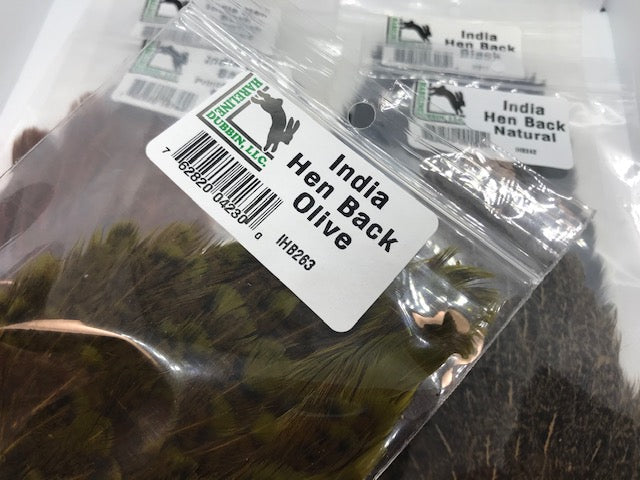 HARELINE
DUBBIN, LLC.
India
Hen Back
Olive
7 62820 04230 0
IHB263
India
Hen Back
Natural
India
Hen Back
Black